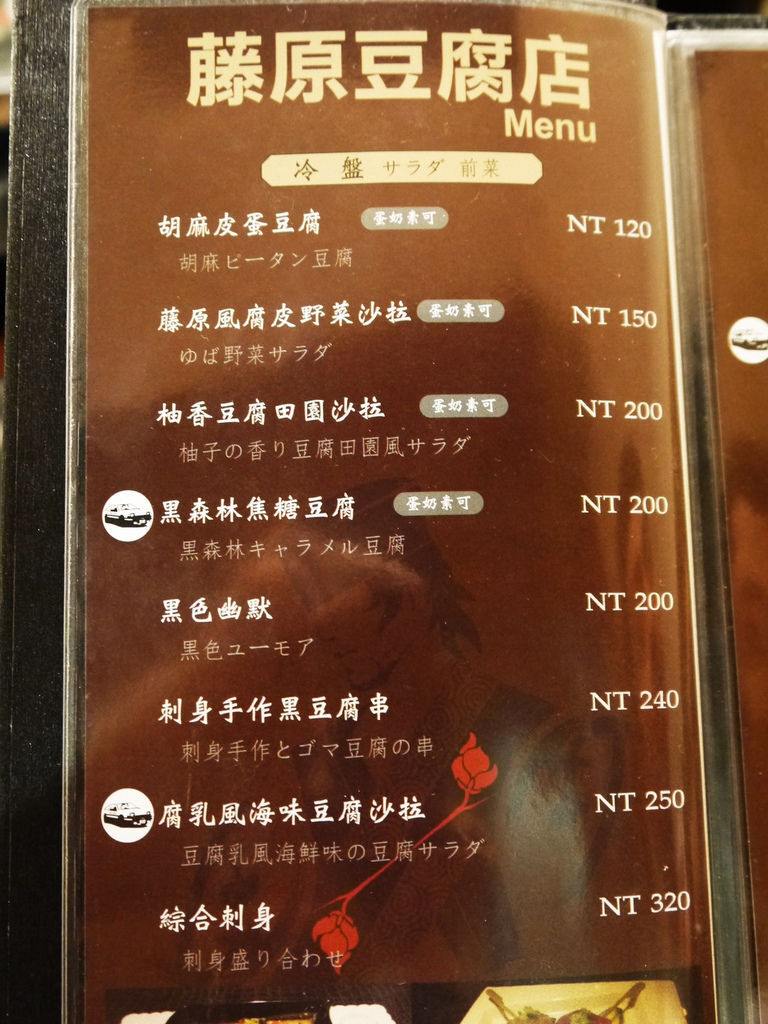 藤原豆腐店
Menu
冷盤 サラダ 前菜
胡麻皮蛋豆腐 蛋奶素可 NT 120
胡麻ピータン豆腐
藤原風腐皮野菜沙拉 蛋奶素可 NT 150
ゆば野菜サラダ
柚香豆腐田園沙拉 蛋奶素可 NT 200
柚子の香り豆腐田園風サラダ
黒森林焦糖豆腐 蛋奶素可 NT 200
黒森林キャラメル豆腐
黒色幽默 NT 200
黒色ユーモア
刺身手作黒豆腐串 NT 240
刺身手作とゴマ豆腐の串
腐乳風海味豆腐沙拉 NT 250
豆腐乳風海鮮味の豆腐サラダ
綜合刺身 NT 320
刺身盛り合わせ